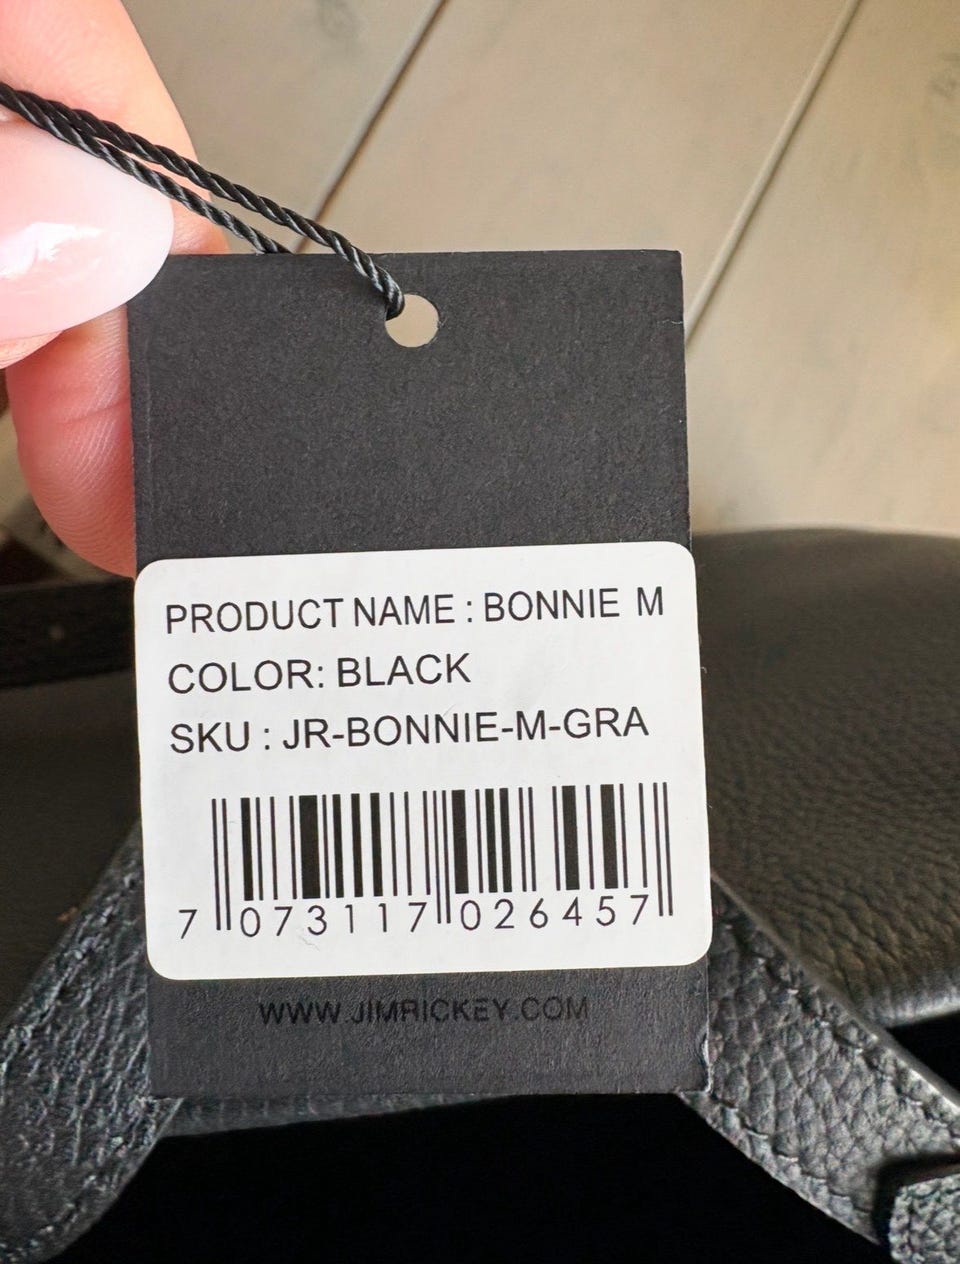 PRODUCT NAME : BONNIE M
COLOR: BLACK
SKU : JR-BONNIE-M-GRA
7 073117 026457
WWW.JIMRICKEY.COM